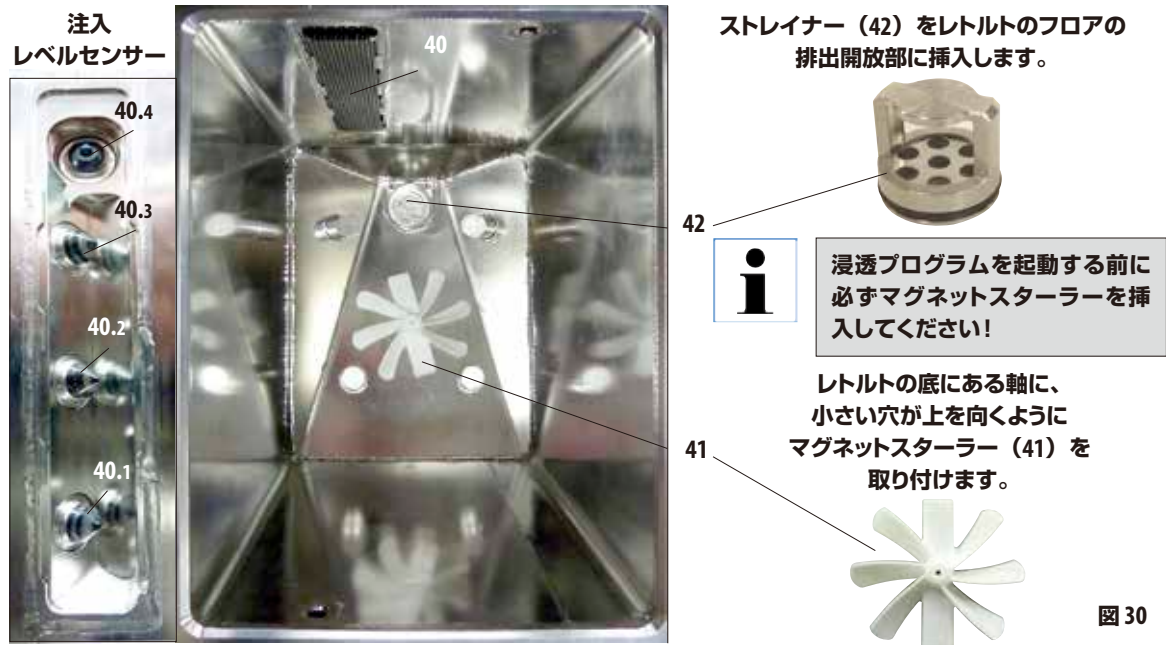 注入
レベルセンサー
40.4
40.3
40.2
40.1
40
ストレイナー（42）をレトルトのフロアの
排出開放部に挿入します。
42
i
浸透プログラムを起動する前に
必ずマグネットスターラーを挿
入してください！
レトルトの底にある軸に、
小さい穴が上を向くように
マグネットスターラー（41）を
取り付けます。
41
図 30